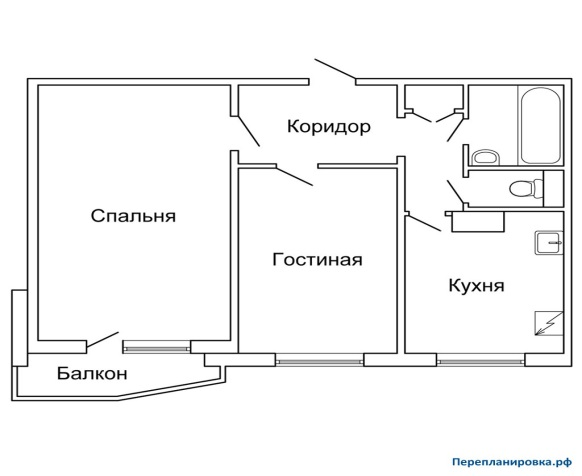 Коридор
Спальня
Гостиная
Кухня
Балкон
Перепланировка.рф